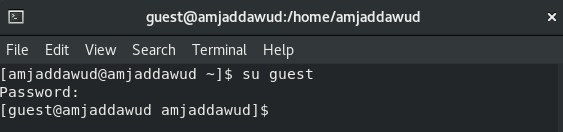 guest@amjaddawud:/home/amjaddawud
File Edit View Search Terminal Help
[amjaddawud@amjaddawud ~]$ su guest
Password:
[guest@amjaddawud amjaddawud]$